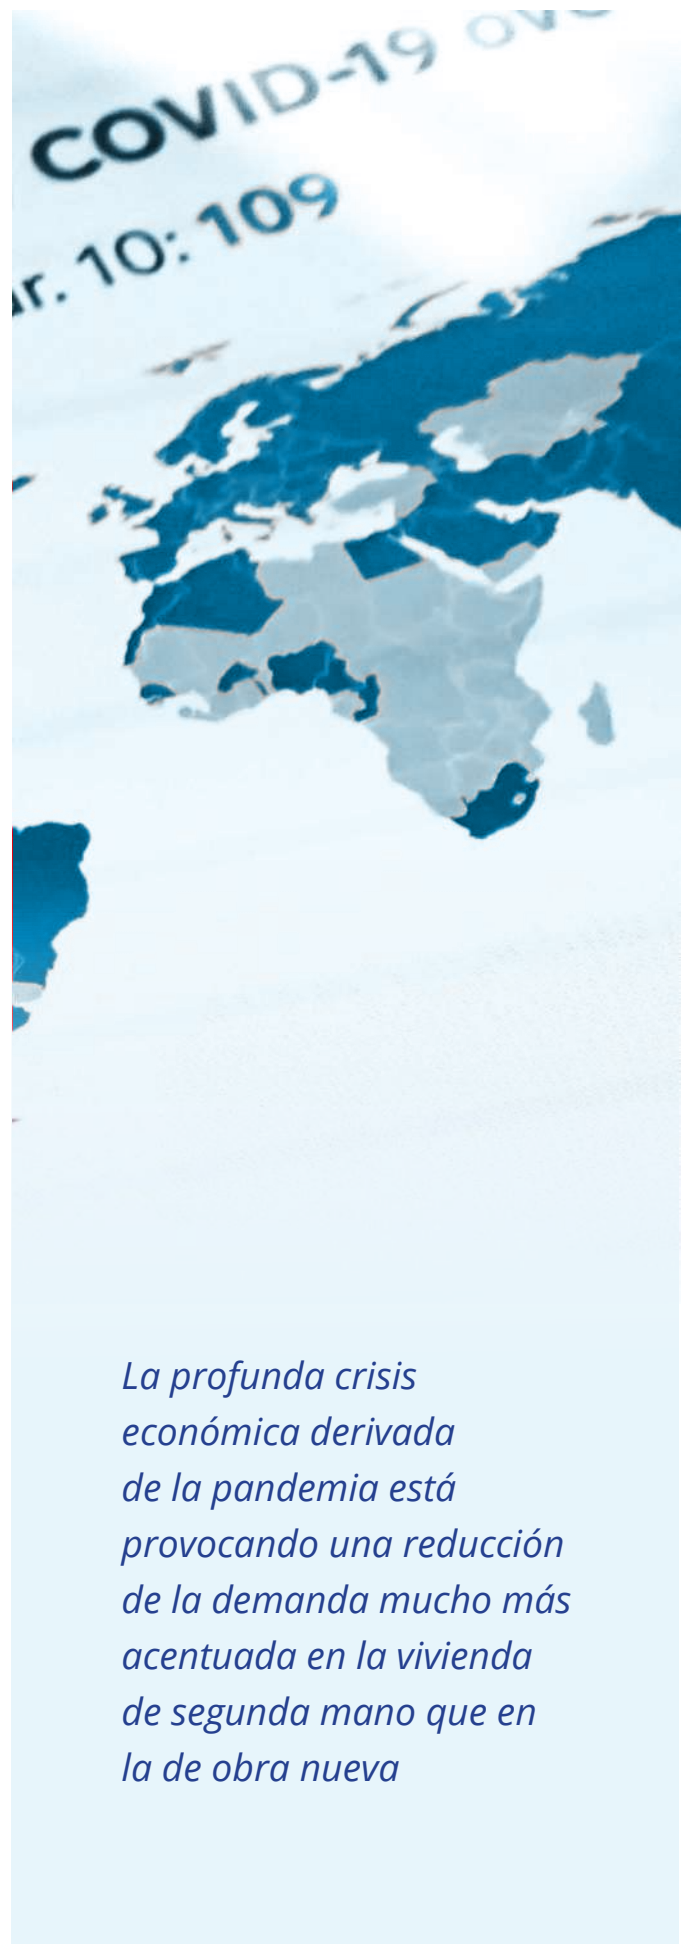 COVID-19
10: 109
La profunda crisis
económica derivada
de la pandemia está
provocando una reducción
de la demanda mucho más
acentuada en la vivienda
de segunda mano que en
la de obra nueva